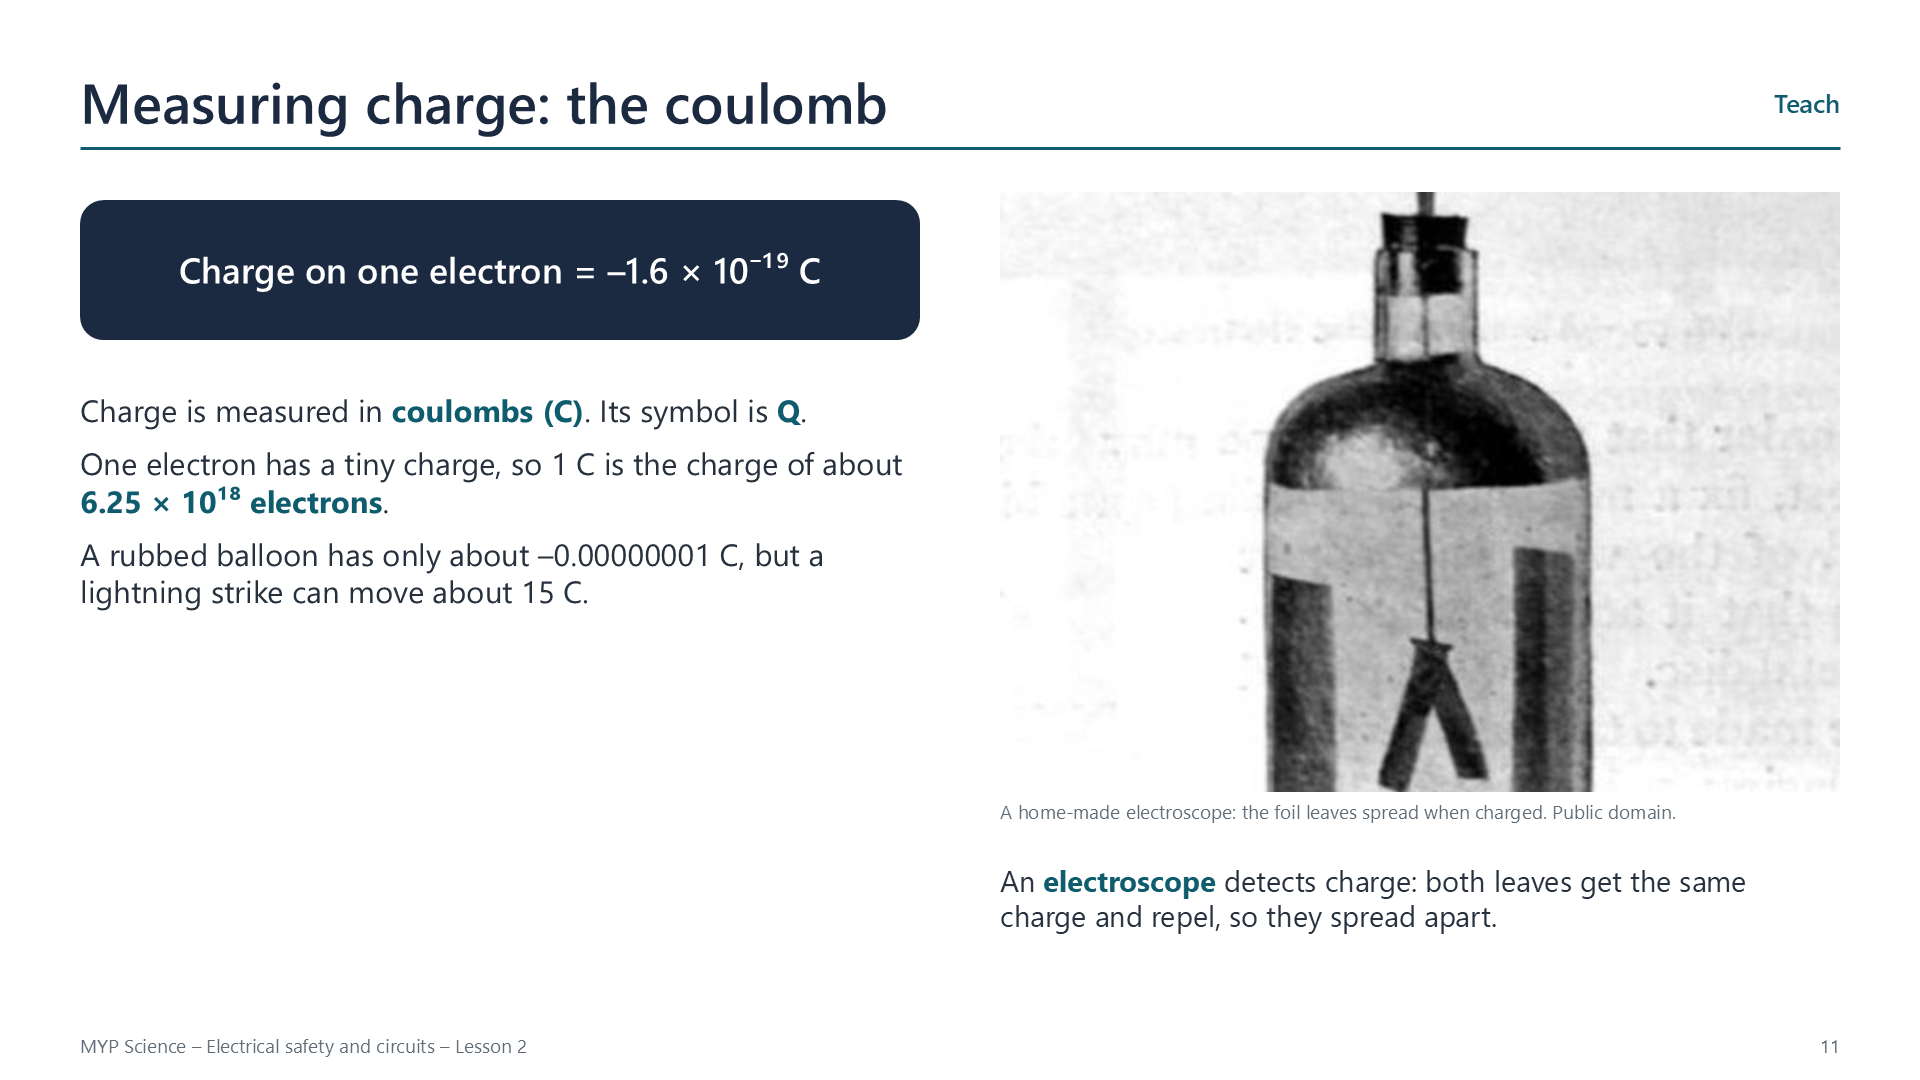 Measuring charge: the coulomb
Teach
Charge on one electron = –1.6 × 10⁻¹⁹ C
Charge is measured in coulombs (C). Its symbol is Q.
One electron has a tiny charge, so 1 C is the charge of about
6.25 × 10¹⁸ electrons.
A rubbed balloon has only about –0.00000001 C, but a
lightning strike can move about 15 C.
A home-made electroscope: the foil leaves spread when charged. Public domain.
An electroscope detects charge: both leaves get the same
charge and repel, so they spread apart.
MYP Science – Electrical safety and circuits – Lesson 2
11